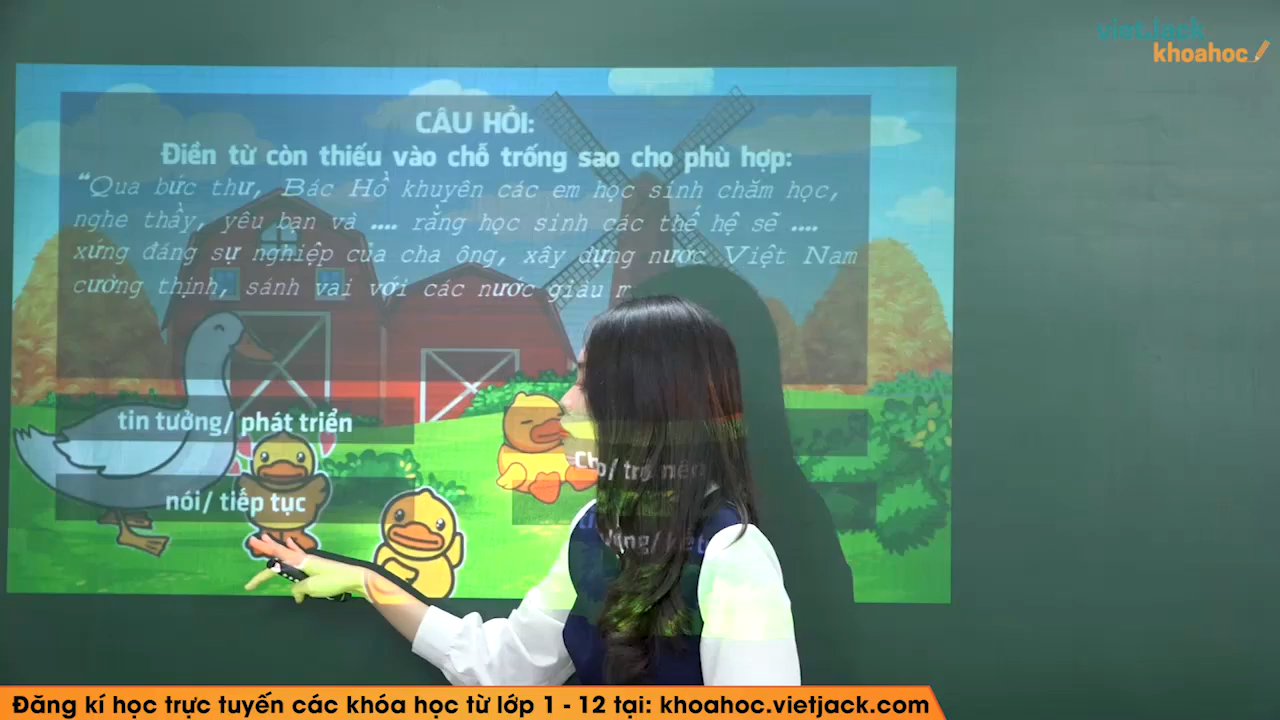 vietjack
khoahoc
CÂU HỎI:
Điền từ còn thiếu vào chỗ trống sao cho phù hợp:
“Qua bức thư, Bác Hồ khuyên các em học sinh chăm học,
nghe thầy, yêu bạn và .... rằng học sinh các thế hệ sẽ ....
xứng đáng sự nghiệp của cha ông, xây dựng nước Việt Nam
cường thịnh, sánh vai với các nước giàu m
tin tưởng/ phát triển
nói/ tiếp tục
Đăng kí học trực tuyến các khóa học từ lớp 1 - 12 tại: khoahoc.vietjack.com